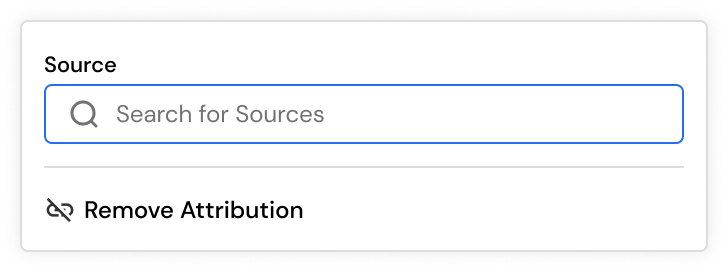 Source
Search for Sources
Remove Attribution